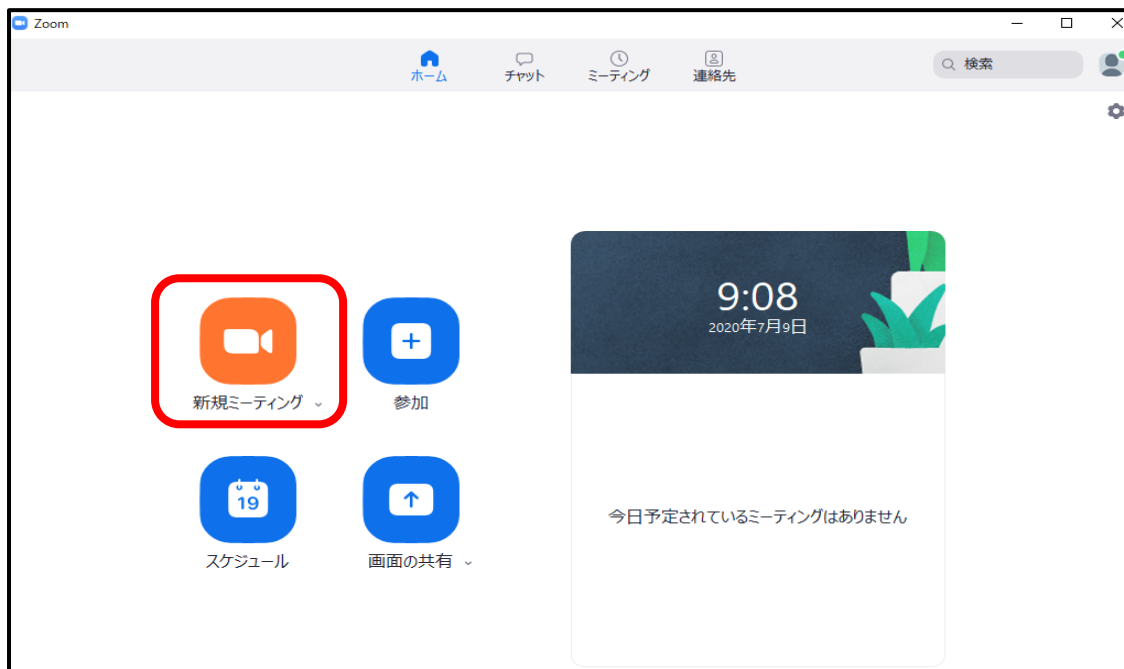 Zoom
ホーム
チャット
ミーティング
連絡先
検索
9:08
2020年7月9日
新規ミーティング
参加
19
スケジュール
画面の共有
今日予定されているミーティングはありません